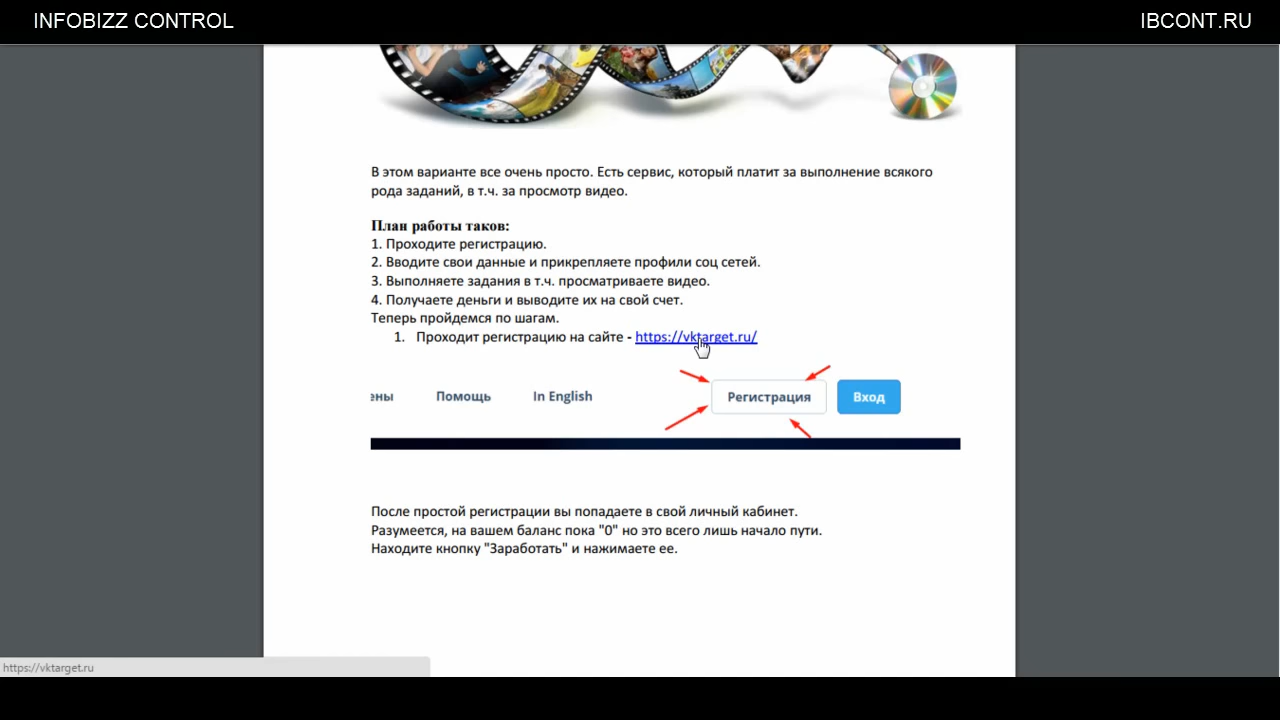 INFOBIZZ CONTROL
IBCONT.RU
В этом варианте все очень просто. Есть сервис, который платит за выполнение всякого
рода заданий, в т.ч. за просмотр видео.
План работы таков:
1. Проходите регистрацию.
2. Вводите свои данные и прикрепляете профили соц сетей.
3. Выполняете задания в т.ч. просматриваете видео.
4. Получаете деньги и выводите их на свой счет.
Теперь пройдемся по шагам.
1. Проходит регистрацию на сайте - https://vktarget.ru/
ены Помощь In English Регистрация Вход
После простой регистрации вы попадаете в свой личный кабинет.
Разумеется, на вашем баланс пока "0" но это всего лишь начало пути.
Находите кнопку "Заработать" и нажимаете ее.
https://vktarget.ru